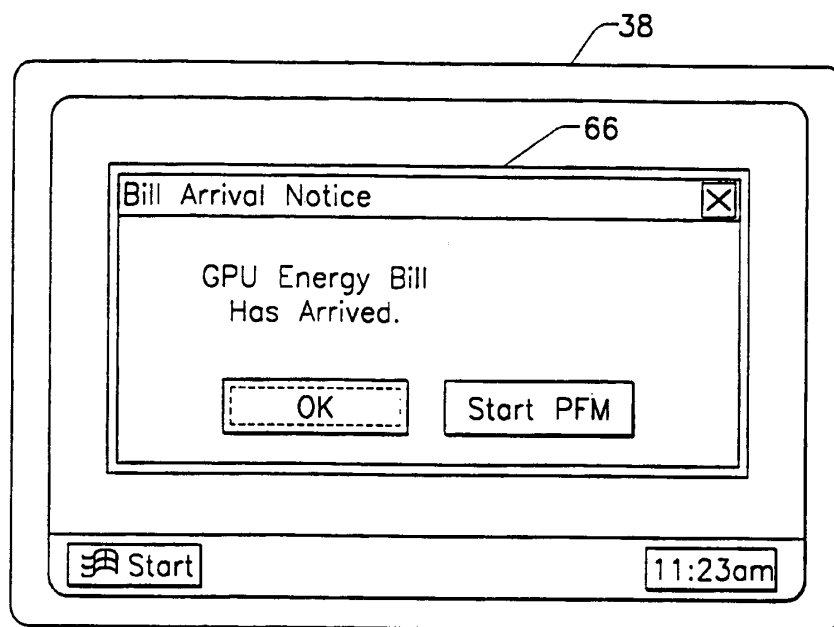 38
66
Bill Arrival Notice
GPU Energy Bill
Has Arrived.
OK
Start PFM
Start
11:23am